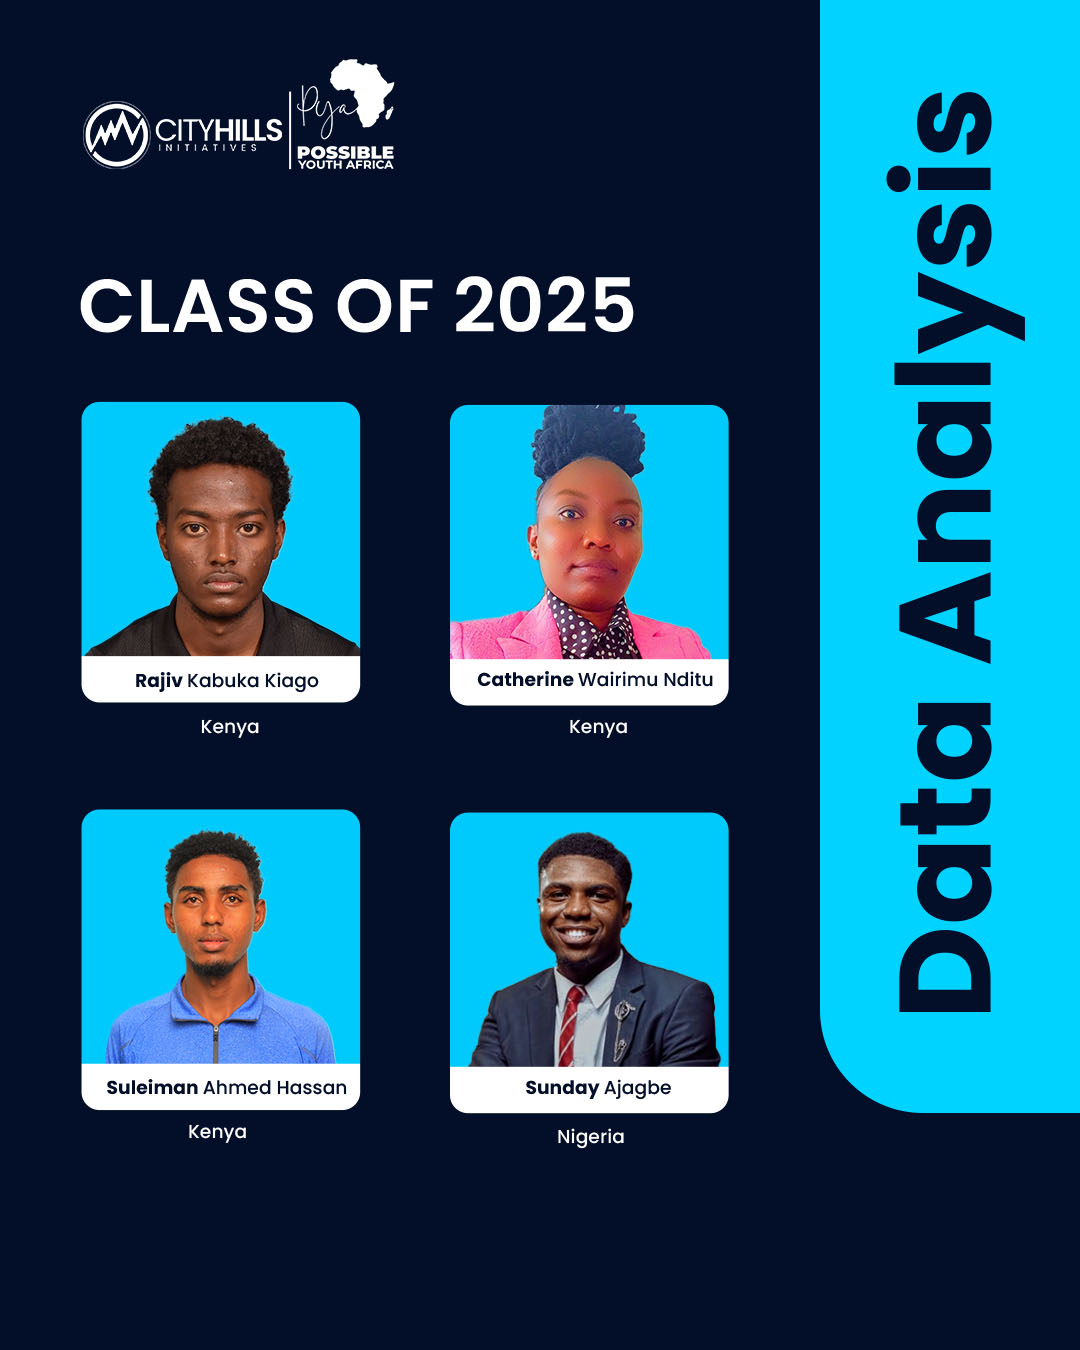 CITYHILLS
INITIATIVES
Pya
POSSIBLE
YOUTH AFRICA
CLASS OF 2025
Rajiv Kabuka Kiago
Kenya
Catherine Wairimu Nditu
Kenya
Suleiman Ahmed Hassan
Kenya
Sunday Ajagbe
Nigeria
Data Analysis